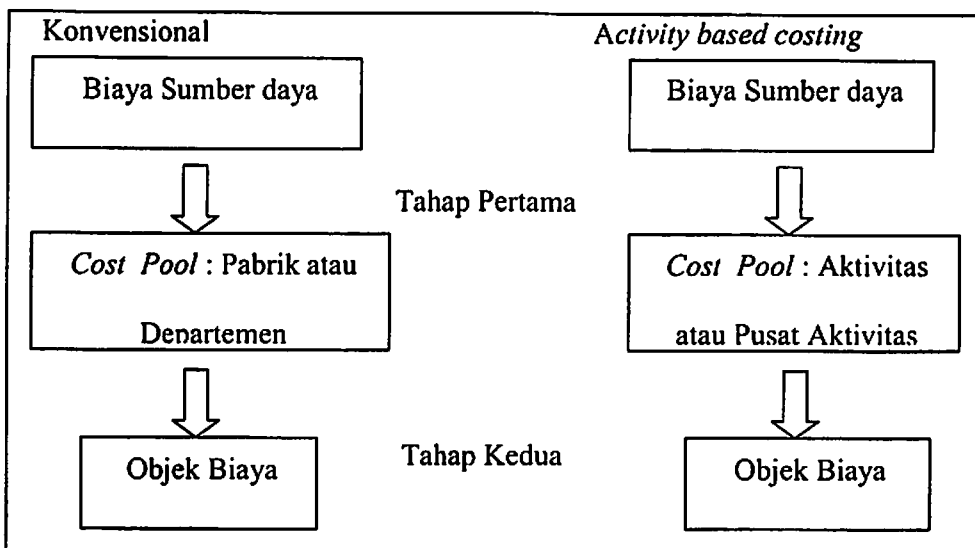 Konvensional
Activity based costing
Biaya Sumber daya
Biaya Sumber daya
Tahap Pertama
Cost Pool : Pabrik atau
Departemen
Cost Pool : Aktivitas
atau Pusat Aktivitas
Tahap Kedua
Objek Biaya
Objek Biaya